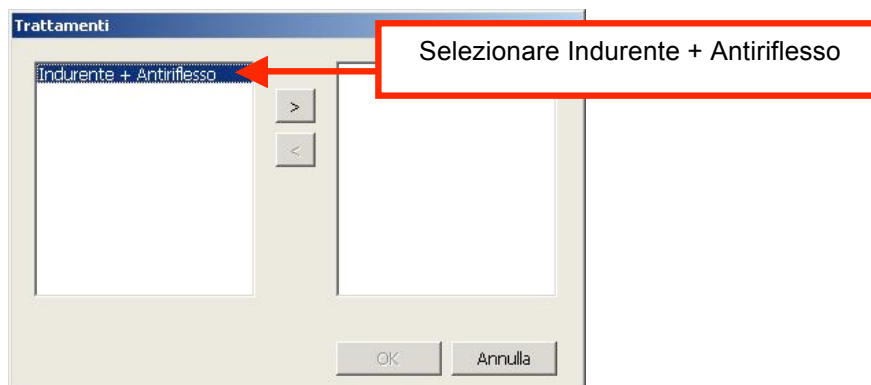 Trattamenti
Selezionare Indurente + Antiriflesso
Indurente + Antiriflesso
>
<
OK
Annulla